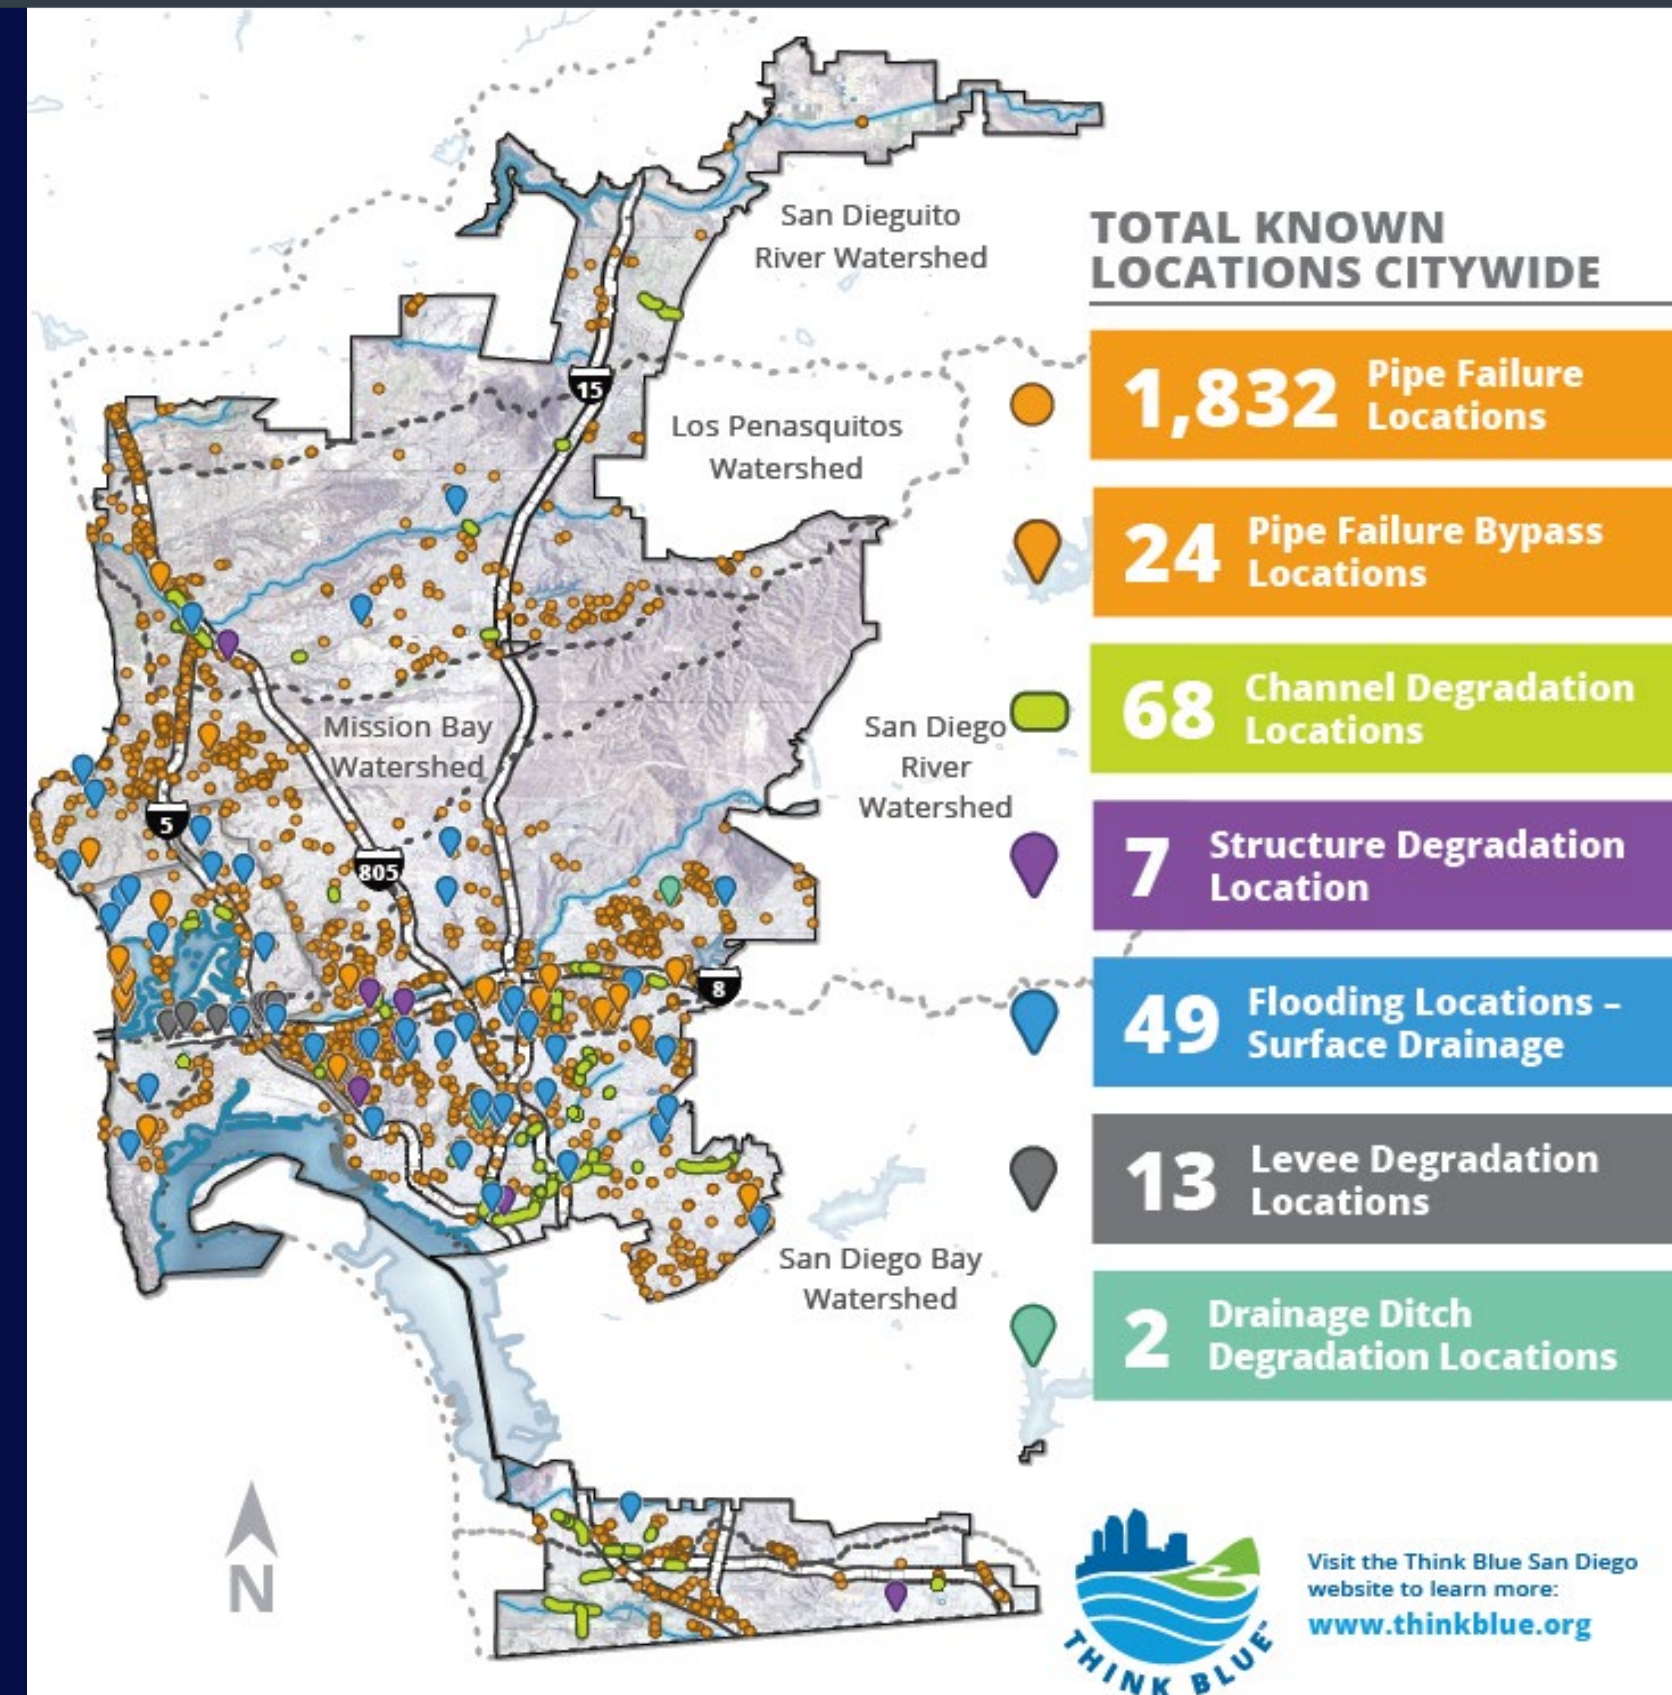 San Dieguito
River Watershed
15
Los Penasquitos
Watershed
Mission Bay
Watershed
San Diego
River
Watershed
5
805
8
San Diego Bay
Watershed
N
TOTAL KNOWN
LOCATIONS CITYWIDE
1,832 Pipe Failure
Locations
24 Pipe Failure Bypass
Locations
68 Channel Degradation
Locations
7 Structure Degradation
Location
49 Flooding Locations –
Surface Drainage
13 Levee Degradation
Locations
2 Drainage Ditch
Degradation Locations
THINK BLUE
Visit the Think Blue San Diego
website to learn more:
www.thinkblue.org